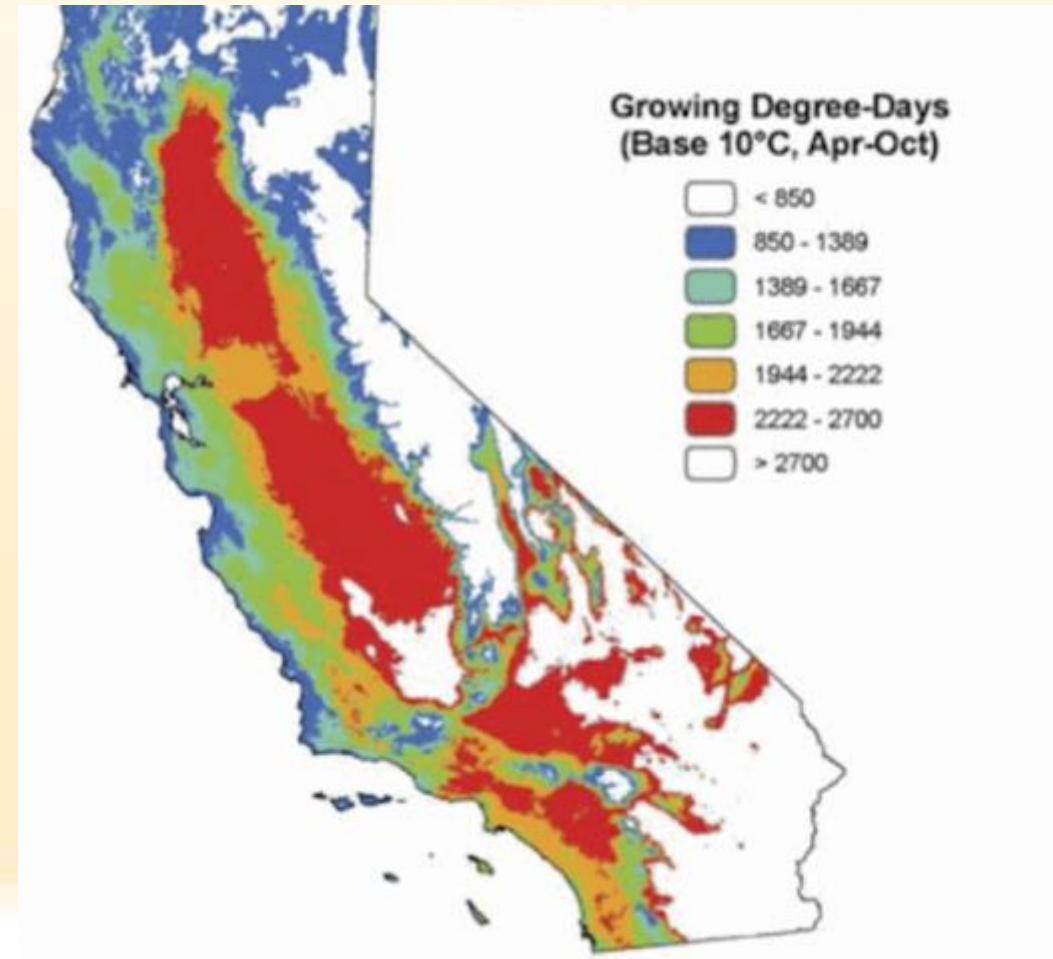 Growing Degree-Days
(Base 10°C, Apr-Oct)
< 850
850 - 1389
1389 - 1667
1667 - 1944
1944 - 2222
2222 - 2700
> 2700